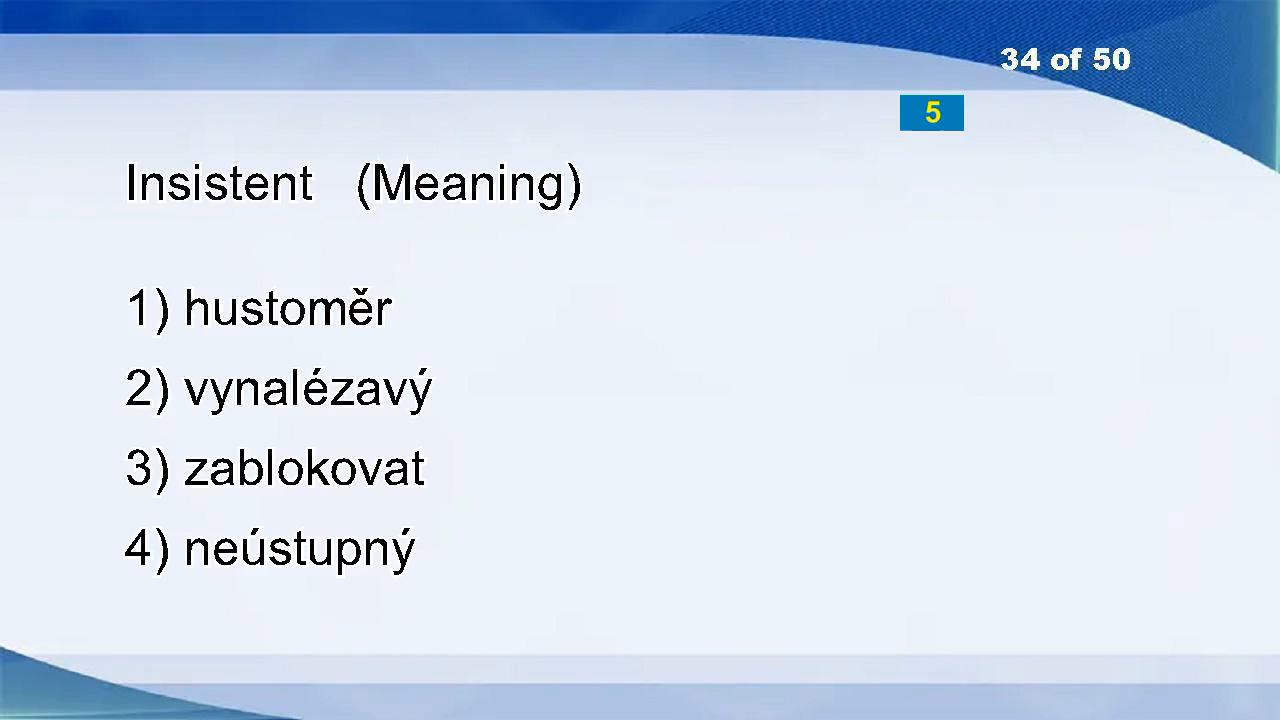 34 of 50
5
Insistent (Meaning)
1) hustoměr
2) vynalézavý
3) zablokovat
4) neústupný